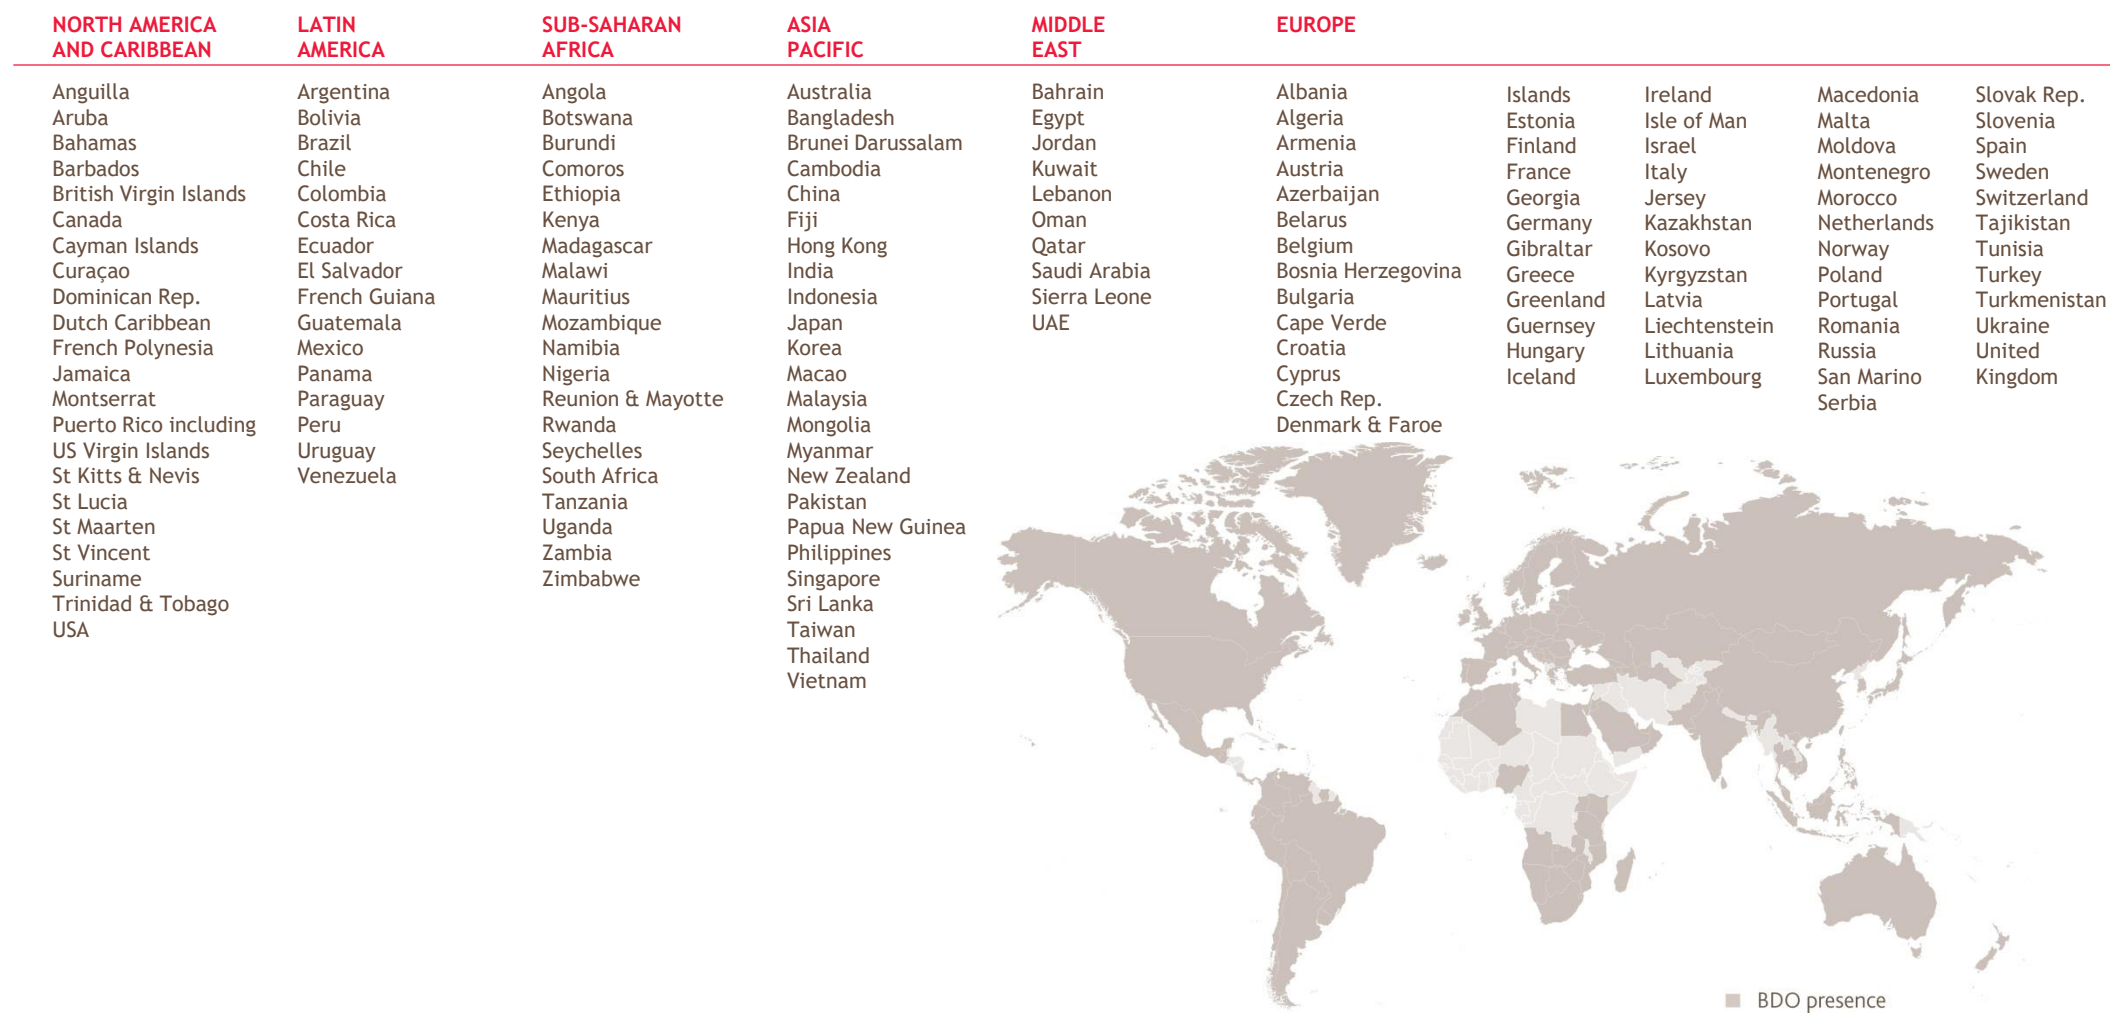 NORTH AMERICA
AND CARIBBEAN
Anguilla
Aruba
Bahamas
Barbados
British Virgin Islands
Canada
Cayman Islands
Curaçao
Dominican Rep.
Dutch Caribbean
French Polynesia
Jamaica
Montserrat
Puerto Rico including
US Virgin Islands
St Kitts & Nevis
St Lucia
St Maarten
St Vincent
Suriname
Trinidad & Tobago
USA
LATIN
AMERICA
Argentina
Bolivia
Brazil
Chile
Colombia
Costa Rica
Ecuador
El Salvador
French Guiana
Guatemala
Mexico
Panama
Paraguay
Peru
Uruguay
Venezuela
SUB-SAHARAN
AFRICA
Angola
Botswana
Burundi
Comoros
Ethiopia
Kenya
Madagascar
Malawi
Mauritius
Mozambique
Namibia
Nigeria
Reunion & Mayotte
Rwanda
Seychelles
South Africa
Tanzania
Uganda
Zambia
Zimbabwe
ASIA
PACIFIC
Australia
Bangladesh
Brunei Darussalam
Cambodia
China
Fiji
Hong Kong
India
Indonesia
Japan
Korea
Macao
Malaysia
Mongolia
Myanmar
New Zealand
Pakistan
Papua New Guinea
Philippines
Singapore
Sri Lanka
Taiwan
Thailand
Vietnam
MIDDLE
EAST
Bahrain
Egypt
Jordan
Kuwait
Lebanon
Oman
Qatar
Saudi Arabia
Sierra Leone
UAE
EUROPE
Albania
Algeria
Armenia
Austria
Azerbaijan
Belarus
Belgium
Bosnia Herzegovina
Bulgaria
Cape Verde
Croatia
Cyprus
Czech Rep.
Denmark & Faroe
Islands
Estonia
Finland
France
Georgia
Germany
Gibraltar
Greece
Greenland
Guernsey
Hungary
Iceland
Ireland
Isle of Man
Israel
Italy
Jersey
Kazakhstan
Kosovo
Kyrgyzstan
Latvia
Liechtenstein
Lithuania
Luxembourg
Macedonia
Malta
Moldova
Montenegro
Morocco
Netherlands
Norway
Poland
Portugal
Romania
Russia
San Marino
Serbia
Slovak Rep.
Slovenia
Spain
Sweden
Switzerland
Tajikistan
Tunisia
Turkey
Turkmenistan
Ukraine
United
Kingdom
BDO presence